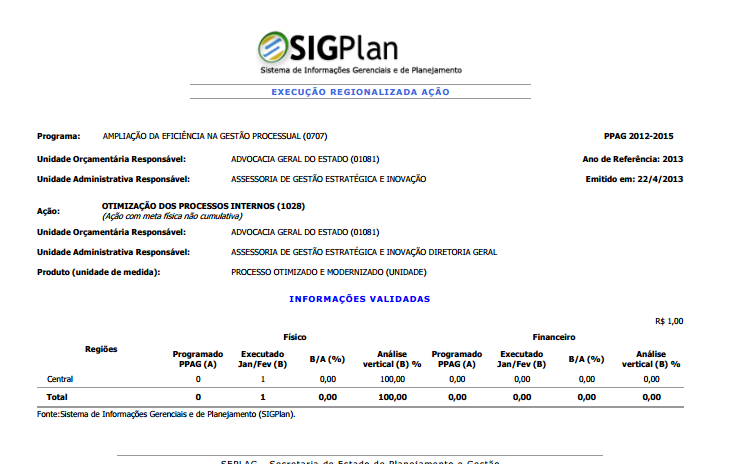 SIGPlan
Sistema de Informações Gerenciais e de Planejamento
EXECUÇÃO REGIONALIZADA AÇÃO
Programa: AMPLIAÇÃO DA EFICIÊNCIA NA GESTÃO PROCESSUAL (0707) PPAG 2012-2015
Unidade Orçamentária Responsável: ADVOCACIA GERAL DO ESTADO (01081) Ano de Referência: 2013
Unidade Administrativa Responsável: ASSESSORIA DE GESTÃO ESTRATÉGICA E INOVAÇÃO Emitido em: 22/4/2013
Ação: OTIMIZAÇÃO DOS PROCESSOS INTERNOS (1028)
(Ação com meta física não cumulativa)
Unidade Orçamentária Responsável: ADVOCACIA GERAL DO ESTADO (01081)
Unidade Administrativa Responsável: ASSESSORIA DE GESTÃO ESTRATÉGICA E INOVAÇÃO DIRETORIA GERAL
Produto (unidade de medida): PROCESSO OTIMIZADO E MODERNIZADO (UNIDADE)
INFORMAÇÕES VALIDADAS
R$ 1,00
Físico Financeiro
Regiões Programado PPAG (A) Executado Jan/Fev (B) B/A (%) Análise vertical (B) % Programado PPAG (A) Executado Jan/Fev (B) B/A (%) Análise vertical (B) %
Central 0 1 0,00 100,00 0,00 0,00 0,00 0,00
Total 0 1 0,00 100,00 0,00 0,00 0,00 0,00
Fonte:Sistema de Informações Gerenciais e de Planejamento (SIGPlan).
SEPLAG - Secretaria de Estado de Planejamento e Gestão